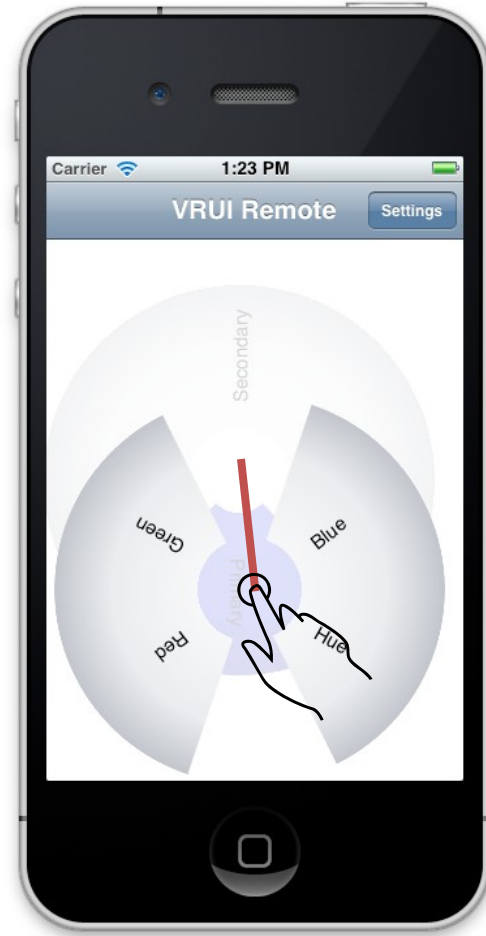 Carrier 1:23 PM
VRUI Remote Settings
Secondary
Green Blue
Primary
Red Hue